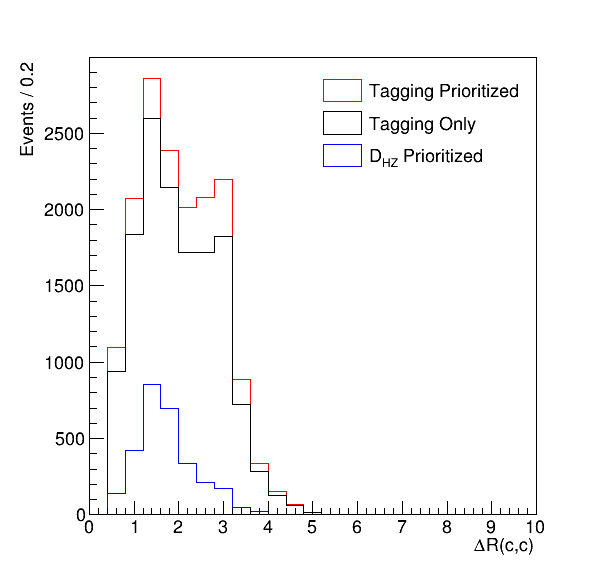 Events / 0.2
Tagging Prioritized
Tagging Only
D_HZ Prioritized
2500
2000
1500
1000
500
0
0 1 2 3 4 5 6 7 8 9 10
ΔR(c,c)